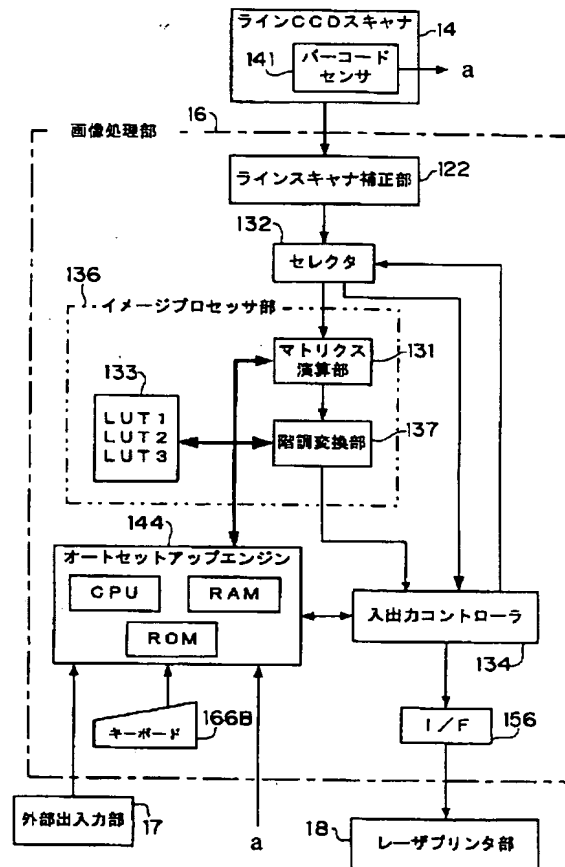 ラインCCDスキャナ
14
141
バーコード
センサ
a
16
画像処理部
ラインスキャナ補正部
122
132
セレクタ
136
イメージプロセッサ部
マトリクス
演算部
131
133
LUT1
LUT2
LUT3
階調変換部
137
144
オートセットアップエンジン
CPU
RAM
ROM
入出力コントローラ
134
キーボード
166B
I/F
156
外部出入力部
17
a
18
レーザプリンタ部